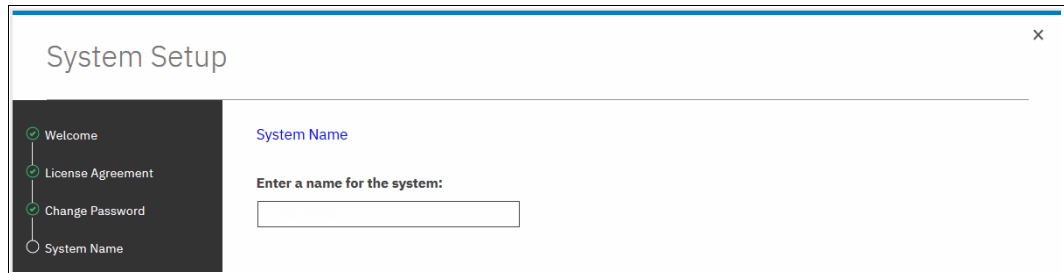 System Setup
Welcome
License Agreement
Change Password
System Name
System Name
Enter a name for the system: